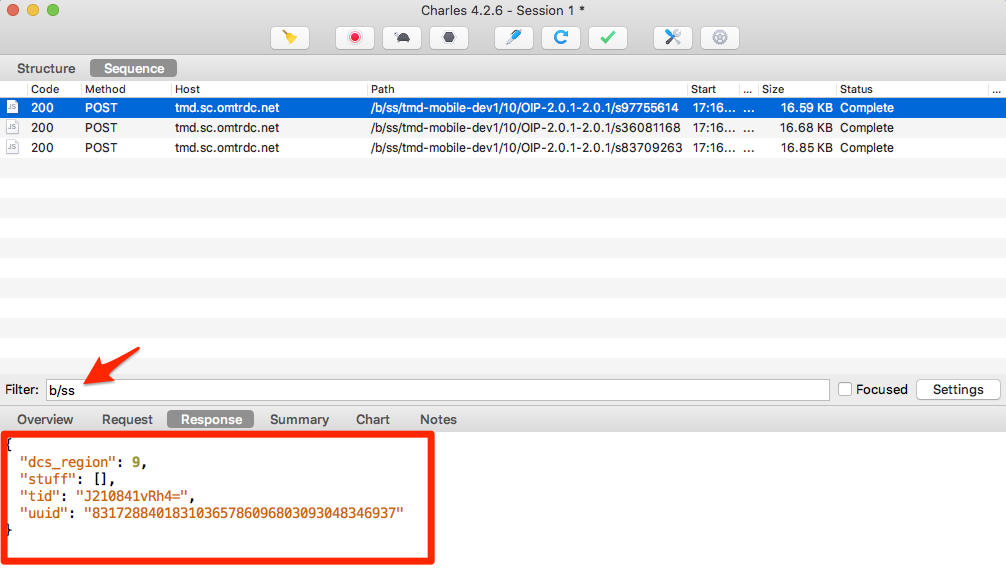 Charles 4.2.6 - Session 1 *
Structure Sequence
Code Method Host Path Start ... Size Status ...
JS 200 POST tmd.sc.omtrdc.net /b/ss/tmd-mobile-dev1/10/OIP-2.0.1-2.0.1/s97755614 17:16... ... 16.59 KB Complete
JS 200 POST tmd.sc.omtrdc.net /b/ss/tmd-mobile-dev1/10/OIP-2.0.1-2.0.1/s36081168 17:16... ... 16.68 KB Complete
JS 200 POST tmd.sc.omtrdc.net /b/ss/tmd-mobile-dev1/10/OIP-2.0.1-2.0.1/s83709263 17:16... ... 16.85 KB Complete
Filter: b/ss Focused Settings
Overview Request Response Summary Chart Notes
{
"dcs_region": 9,
"stuff": [],
"tid": "J210841vRh4=",
"uuid": "83172884018310365786096803093048346937"
}